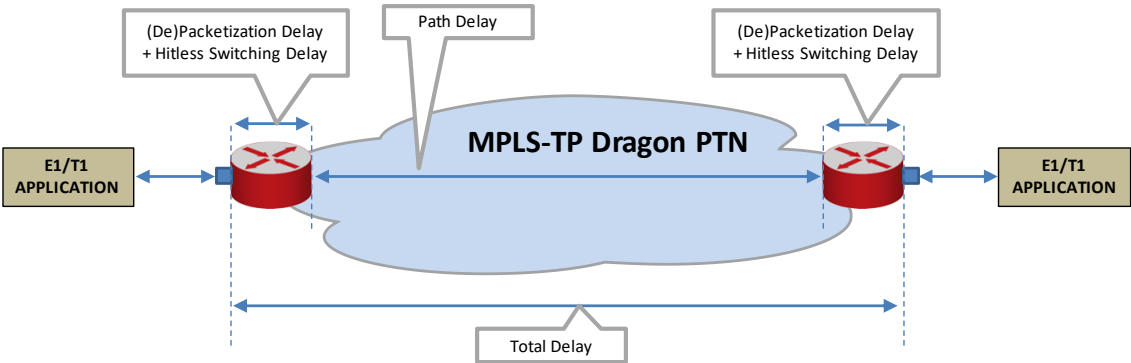 (De)Packetization Delay
+ Hitless Switching Delay
Path Delay
(De)Packetization Delay
+ Hitless Switching Delay
MPLS-TP Dragon PTN
E1/T1
APPLICATION
E1/T1
APPLICATION
Total Delay